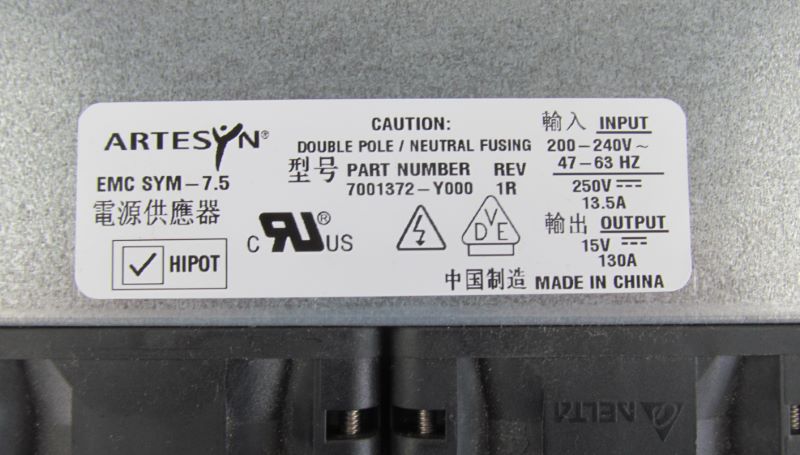 ARTESYN®
EMC SYM-7.5
電源供應器
✓ HIPOT
CAUTION:
DOUBLE POLE / NEUTRAL FUSING
型号 PART NUMBER REV
7001372-Y000 1R
C RU® US
VDE
輸入 INPUT
200-240V~
47-63 HZ
250V⎓
13.5A
輸出 OUTPUT
15V⎓
130A
中国制造 MADE IN CHINA
DELTA